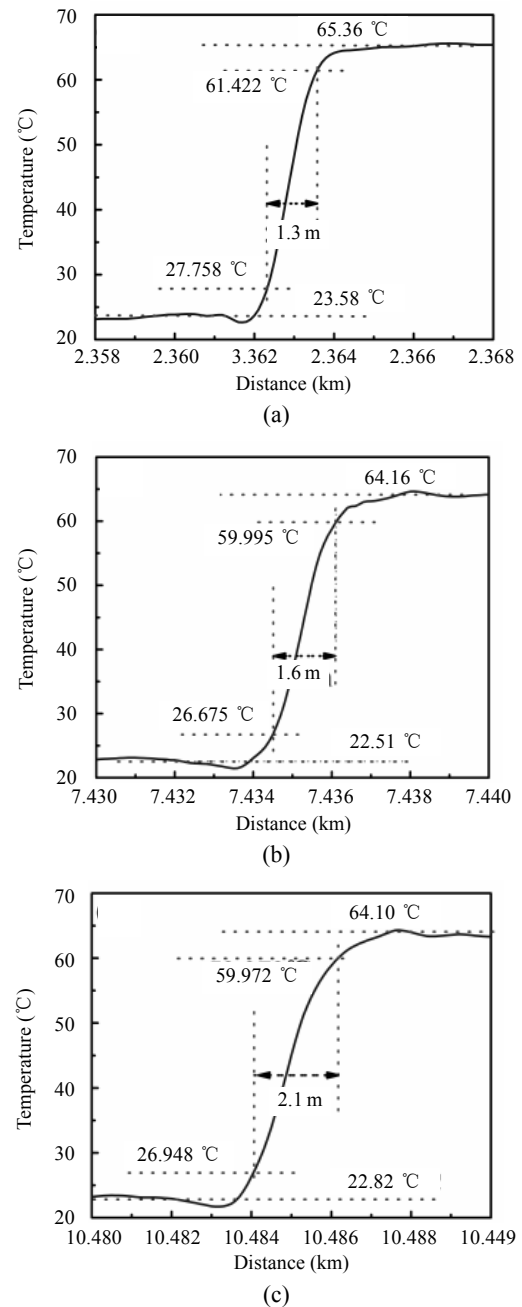 70
65.36 ℃
60
61.422 ℃
50
Temperature (℃)
40
1.3 m
30
27.758 ℃
23.58 ℃
20
2.358 2.360 3.362 2.364 2.366 2.368
Distance (km)
(a)
70
64.16 ℃
60
59.995 ℃
50
Temperature (℃)
40
1.6 m
30
26.675 ℃
22.51 ℃
20
7.430 7.432 7.434 7.436 7.438 7.440
Distance (km)
(b)
70
64.10 ℃
60
59.972 ℃
50
Temperature (℃)
40
2.1 m
30
26.948 ℃
22.82 ℃
20
10.480 10.482 10.484 10.486 10.488 10.449
Distance (km)
(c)